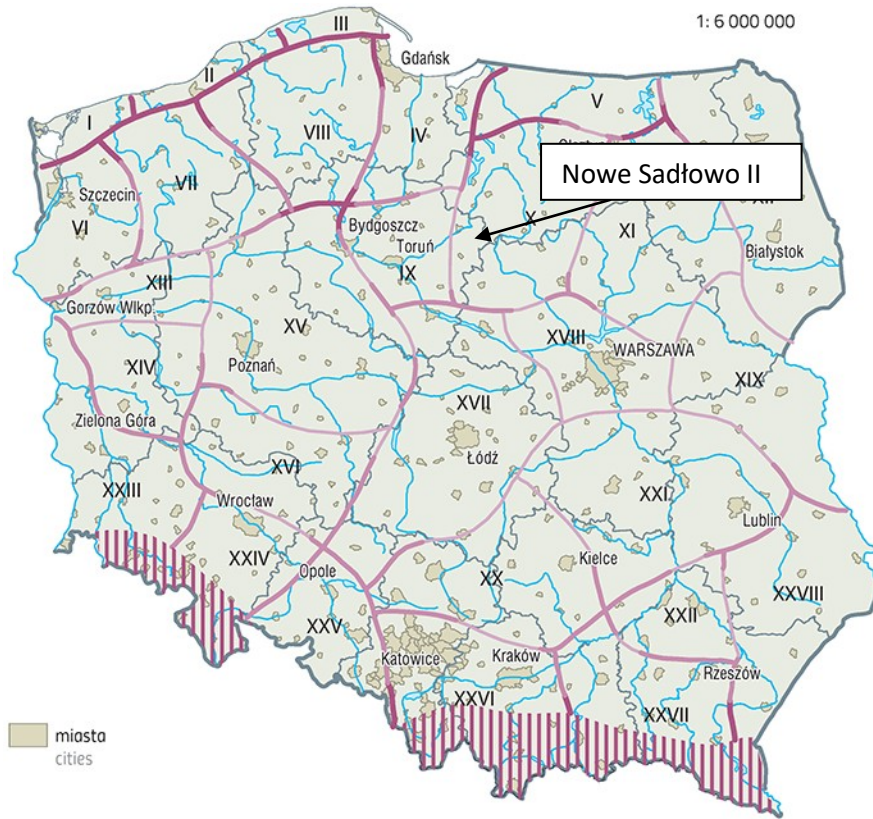 1: 6 000 000
III
Gdańsk
II
V
I
VIII
IV
Nowe Sadłowo II
VII
Szczecin
VI
Bydgoszcz
X
Toruń
XI
Białystok
IX
XIII
Gorzów Wlkp.
XV
XVIII
WARSZAWA
XIV
Poznań
XIX
XVII
Zielona Góra
Łódź
XVI
XXIII
Wrocław
XXI
Lublin
XXIV
Opole
XX
Kielce
XXVIII
XXV
XXII
Katowice
Kraków
Rzeszów
XXVI
XXVII
miasta
cities